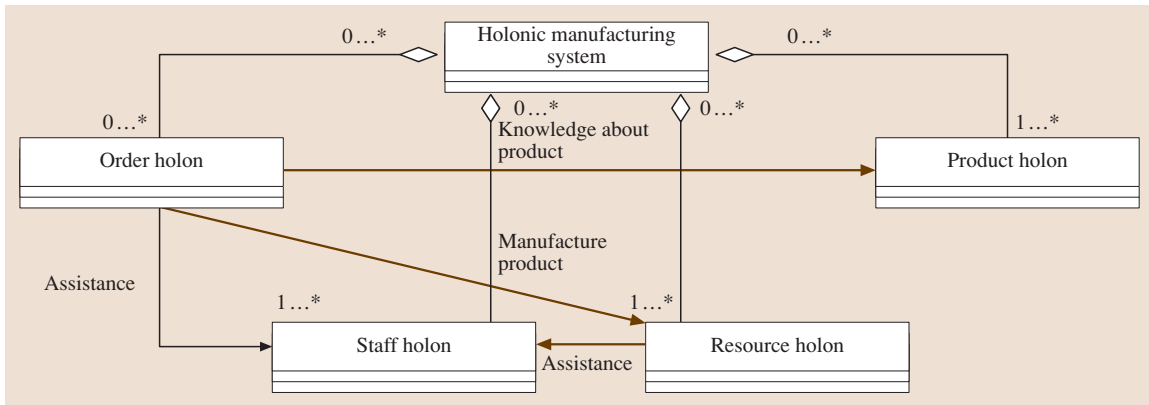 0…*
Holonic manufacturing
system
0…*
0…*
0…*
0…*
Knowledge about
product
1…*
Order holon
Product holon
Manufacture
product
Assistance
1…*
1…*
Staff holon
Resource holon
Assistance